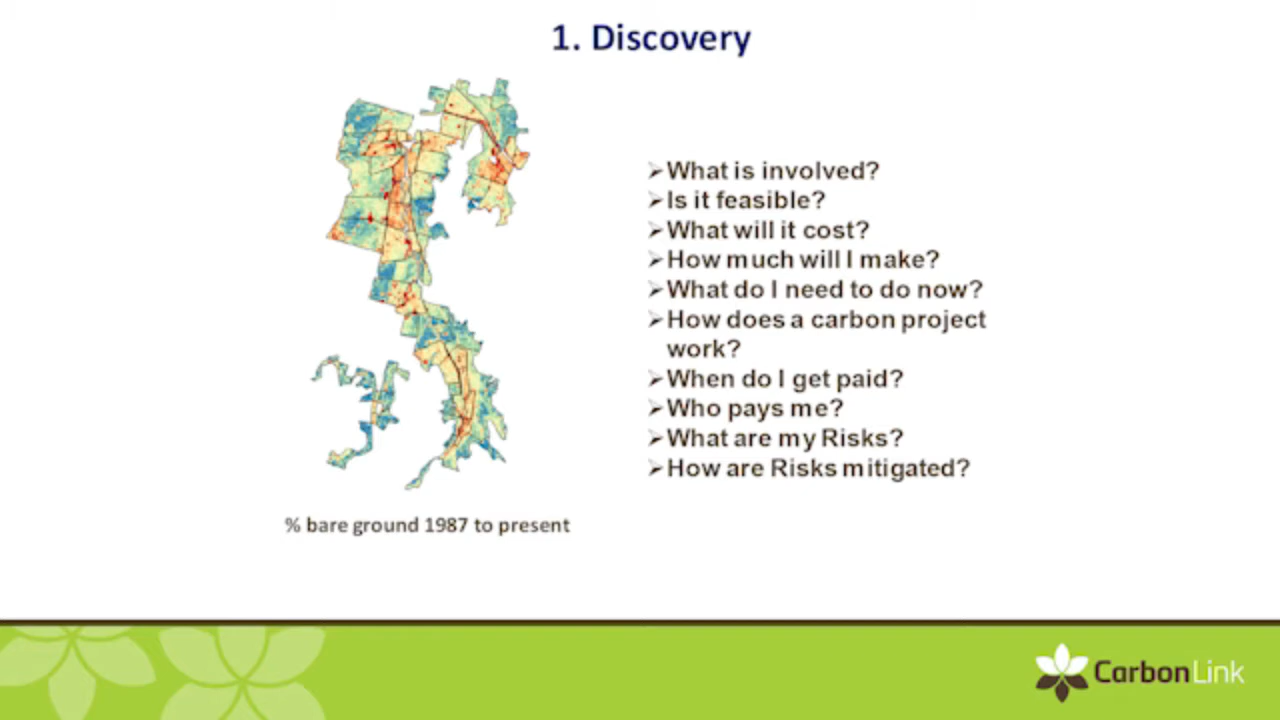 1. Discovery
➢What is involved?
➢Is it feasible?
➢What will it cost?
➢How much will I make?
➢What do I need to do now?
➢How does a carbon project
work?
➢When do I get paid?
➢Who pays me?
➢What are my Risks?
➢How are Risks mitigated?
% bare ground 1987 to present
CarbonLink